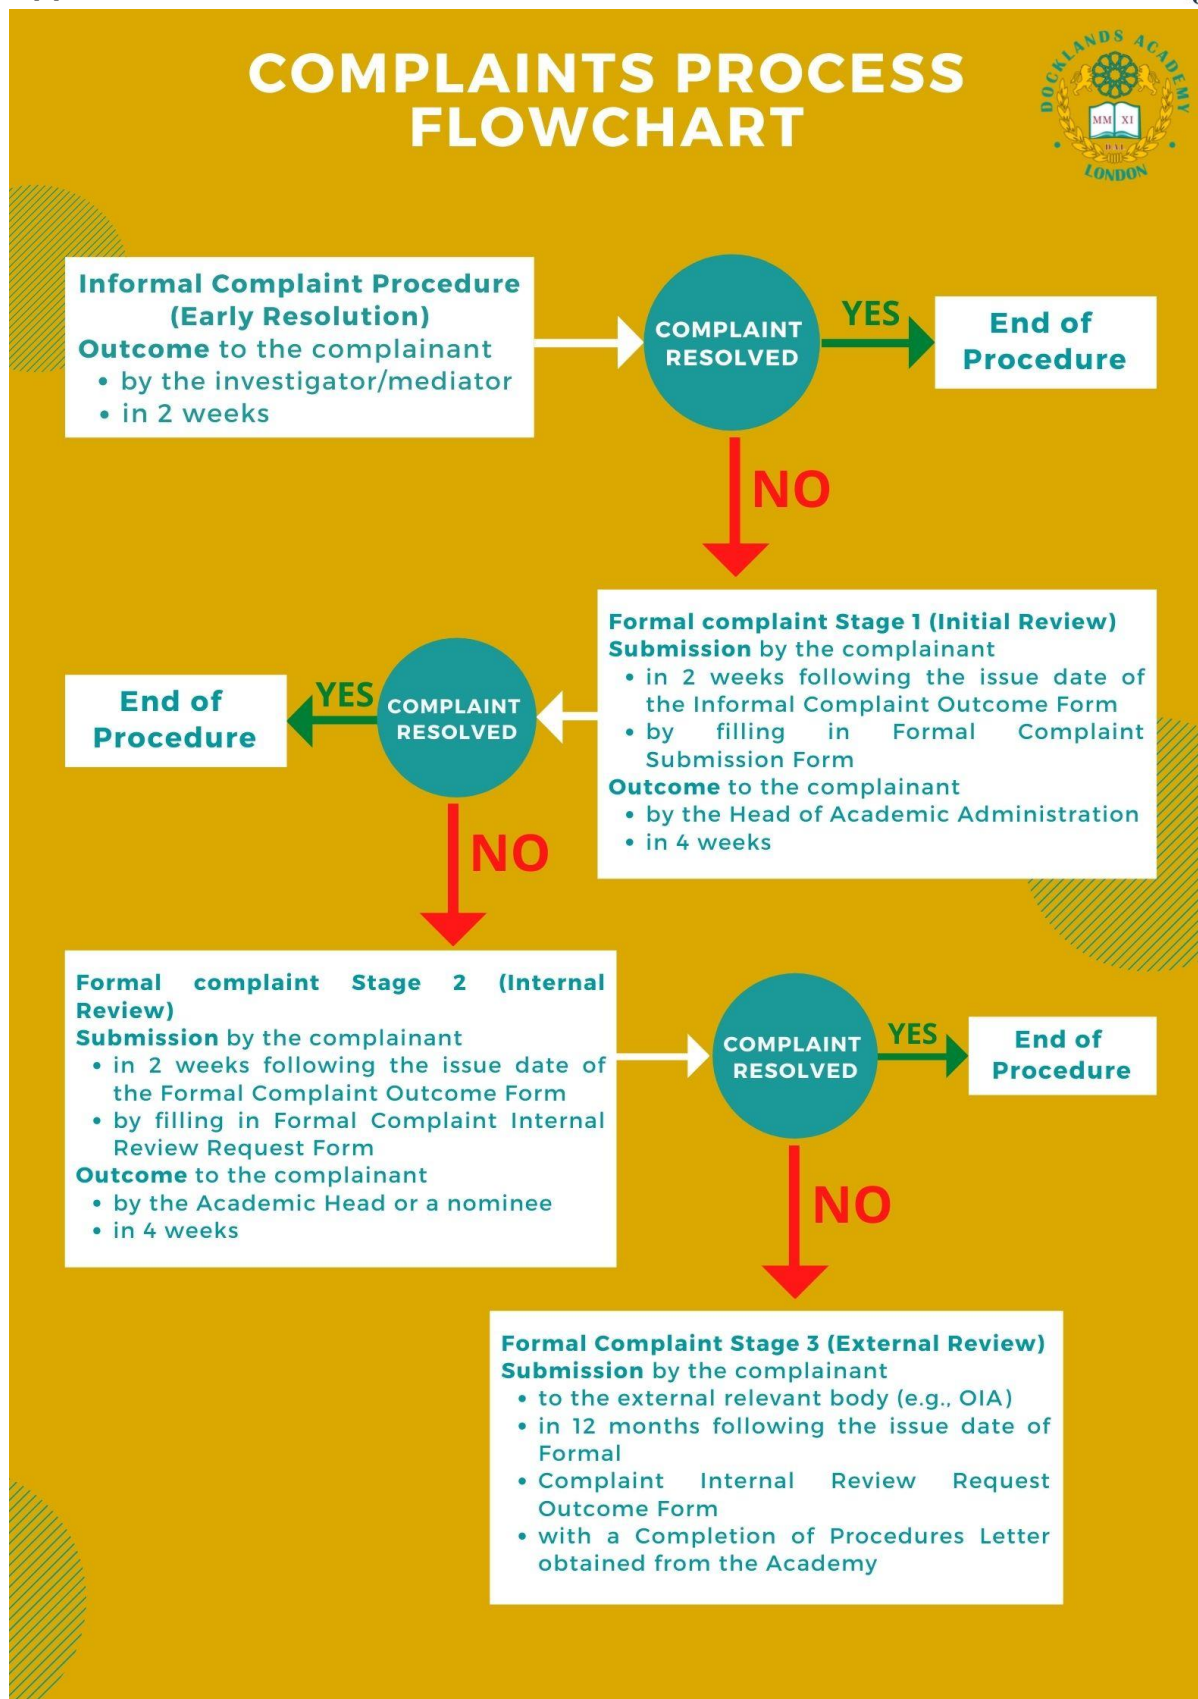 COMPLAINTS PROCESS
FLOWCHART
DOCKLANDS ACADEMY
MM XI
LONDON
Informal Complaint Procedure
(Early Resolution)
Outcome to the complainant
• by the investigator/mediator
• in 2 weeks
COMPLAINT
RESOLVED
YES
End of
Procedure
NO
Formal complaint Stage 1 (Initial Review)
Submission by the complainant
• in 2 weeks following the issue date of
the Informal Complaint Outcome Form
• by filling in Formal Complaint
Submission Form
Outcome to the complainant
• by the Head of Academic Administration
• in 4 weeks
COMPLAINT
RESOLVED
YES
End of
Procedure
NO
Formal complaint Stage 2 (Internal
Review)
Submission by the complainant
• in 2 weeks following the issue date of
the Formal Complaint Outcome Form
• by filling in Formal Complaint Internal
Review Request Form
Outcome to the complainant
• by the Academic Head or a nominee
• in 4 weeks
COMPLAINT
RESOLVED
YES
End of
Procedure
NO
Formal Complaint Stage 3 (External Review)
Submission by the complainant
• to the external relevant body (e.g., OIA)
• in 12 months following the issue date of
Formal
• Complaint Internal Review Request
Outcome Form
• with a Completion of Procedures Letter
obtained from the Academy